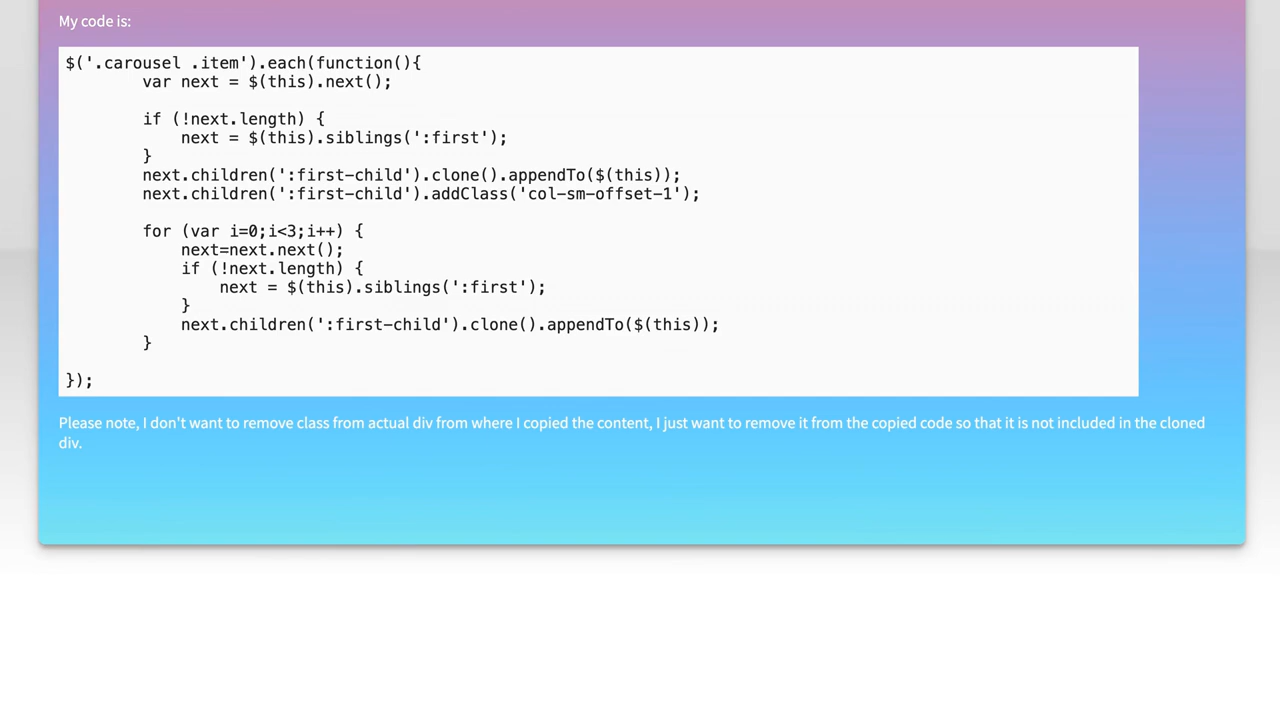 My code is:
$('.carousel .item').each(function(){
        var next = $(this).next();

        if (!next.length) {
            next = $(this).siblings(':first');
        }
        next.children(':first-child').clone().appendTo($(this));
        next.children(':first-child').addClass('col-sm-offset-1');

        for (var i=0;i<3;i++) {
            next=next.next();
            if (!next.length) {
                next = $(this).siblings(':first');
            }
            next.children(':first-child').clone().appendTo($(this));
        }

});
Please note, I don't want to remove class from actual div from where I copied the content, I just want to remove it from the copied code so that it is not included in the cloned
div.